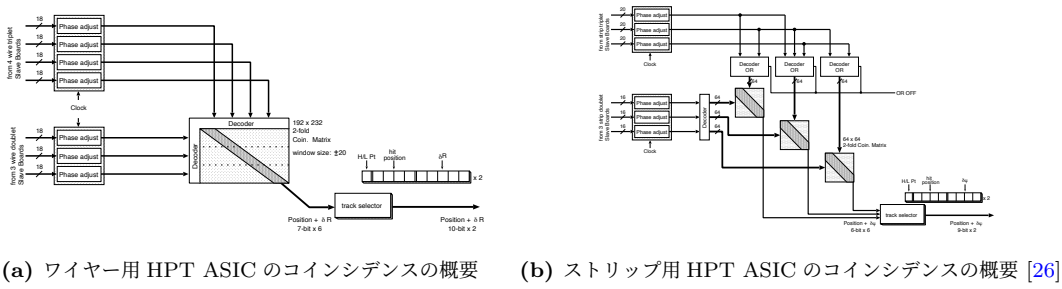 18
18
18
18
Phase adjust
Phase adjust
Phase adjust
Phase adjust
from 4 wire triplet
Slave Boards
Clock
18
18
18
Phase adjust
Phase adjust
Phase adjust
from 3 wire doublet
Slave Boards
Decoder
Decoder
192 x 232
2-fold
Coin. Matrix
window size: ±20
H/L Pt
hit
position
δR
x 2
track selector
Position + δ R
7-bit x 6
Position + δ R
10-bit x 2
(a) ワイヤー用 HPT ASIC のコインシデンスの概要
20
20
20
Phase adjust
Phase adjust
Phase adjust
from strip triplet
Slave Boards
Clock
Decoder
OR
Decoder
OR
Decoder
OR
64
64
64
OR OFF
16
16
16
Phase adjust
Phase adjust
Phase adjust
from 3 strip doublet
Slave Boards
Clock
Decoder
64
64
64
64 x 64
2-fold Coin. Matrix
H/L Pt
hit
position
δφ
x 2
track selector
Position + δφ
6-bit x 6
Position + δφ
9-bit x 2
(b) ストリップ用 HPT ASIC のコインシデンスの概要 [26]